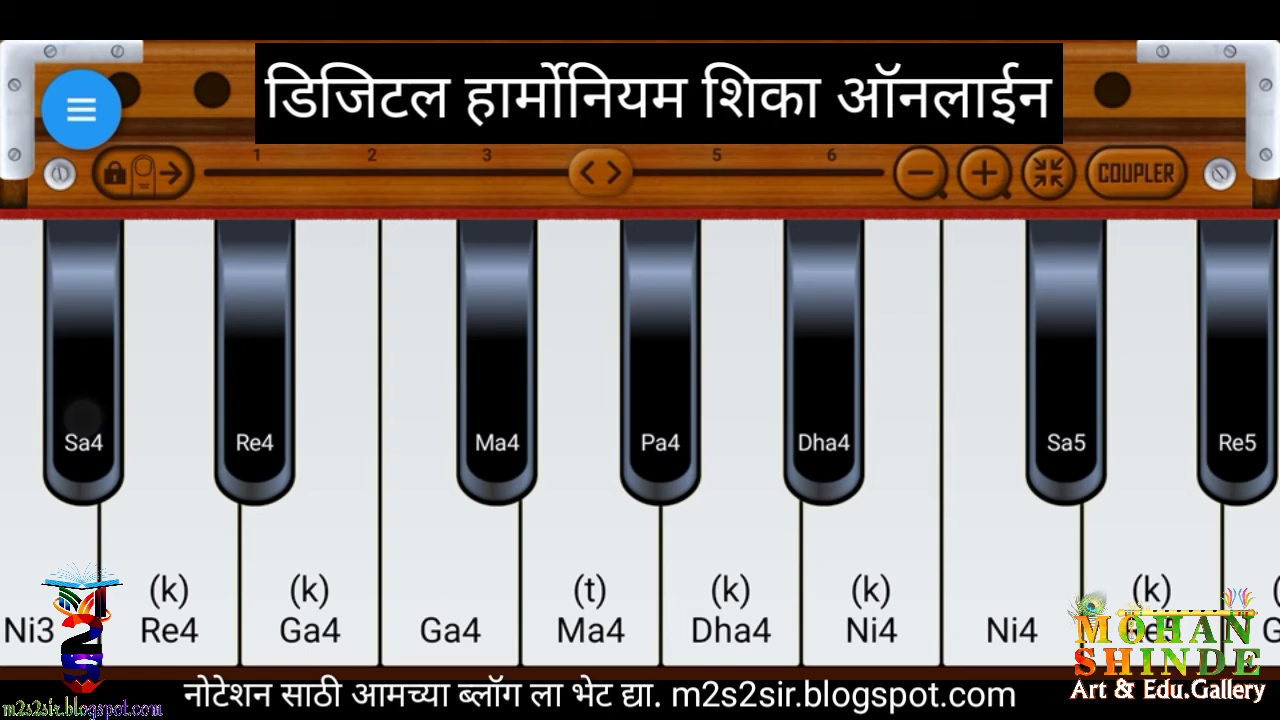 डिजिटल हार्मोनियम शिका ऑनलाईन
1 2 3 5 6
COUPLER
Sa4 Re4 Ma4 Pa4 Dha4 Sa5 Re5
(k) (k) (t) (k) (k) (k)
Ni3 Re4 Ga4 Ga4 Ma4 Dha4 Ni4 Ni4 Re5 G
MOHAN
SHINDE
Art & Edu.Gallery
नोटेशन साठी आमच्या ब्लॉग ला भेट द्या. m2s2sir.blogspot.com
m2s2sir.blogspot.com